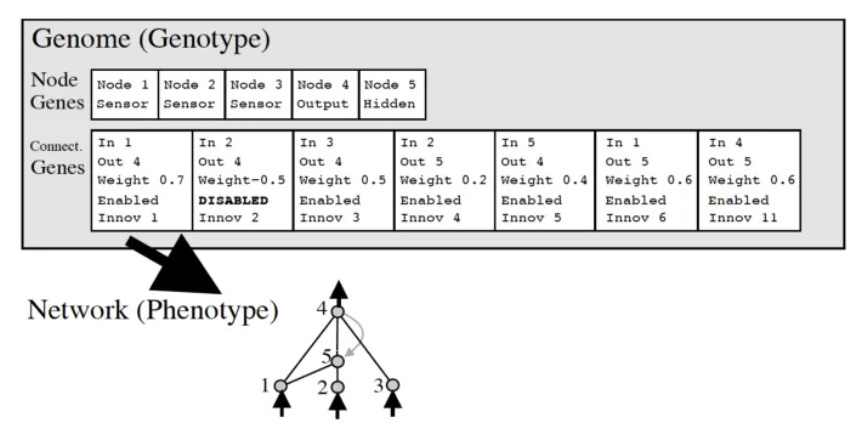 Genome (Genotype)
Node Genes
Node 1 Sensor
Node 2 Sensor
Node 3 Sensor
Node 4 Output
Node 5 Hidden
Connect. Genes
In 1
Out 4
Weight 0.7
Enabled
Innov 1
In 2
Out 4
Weight-0.5
DISABLED
Innov 2
In 3
Out 4
Weight 0.5
Enabled
Innov 3
In 2
Out 5
Weight 0.2
Enabled
Innov 4
In 5
Out 4
Weight 0.4
Enabled
Innov 5
In 1
Out 5
Weight 0.6
Enabled
Innov 6
In 4
Out 5
Weight 0.6
Enabled
Innov 11
Network (Phenotype)
4
5
1
2
3